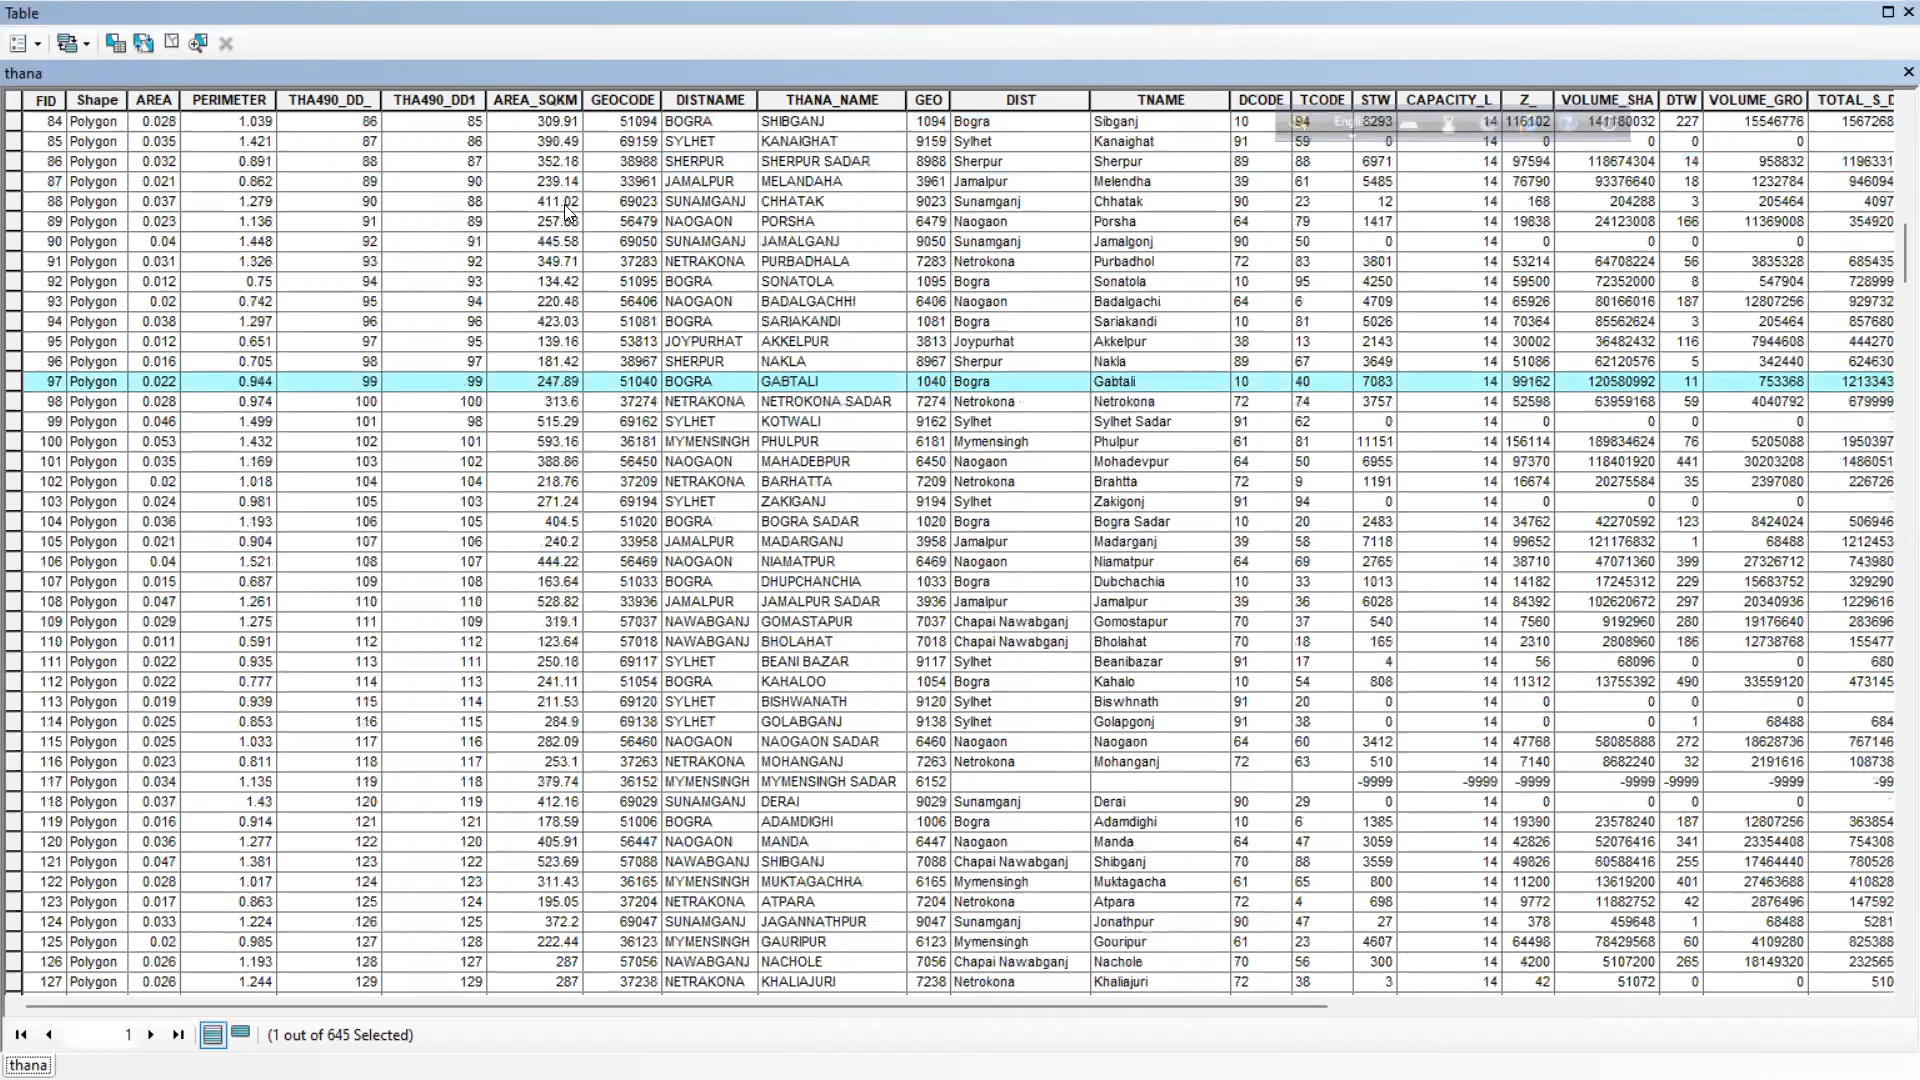 Table
thana
FID Shape AREA PERIMETER THA490_DD_ THA490_DD1 AREA_SQKM GEOCODE DISTNAME THANA_NAME GEO DIST TNAME DCODE TCODE STW CAPACITY_L Z_ VOLUME_SHA DTW VOLUME_GRO TOTAL_S_D
84 Polygon 0.028 1.039 86 85 309.91 51094 BOGRA SHIBGANJ 1094 Bogra Sibganj 10 94 8293 14 116102 141180032 227 15546776 1567268
85 Polygon 0.035 1.421 87 86 390.49 69159 SYLHET KANAIGHAT 9159 Sylhet Kanaighat 91 59 0 14 0 0 0 0
86 Polygon 0.032 0.891 88 87 352.18 38988 SHERPUR SHERPUR SADAR 8988 Sherpur Sherpur 89 88 6971 14 97594 118674304 14 958832 1196331
87 Polygon 0.021 0.862 89 90 239.14 33961 JAMALPUR MELANDAHA 3961 Jamalpur Melendha 39 61 5485 14 76790 93376640 18 1232784 946094
88 Polygon 0.037 1.279 90 88 411.02 69023 SUNAMGANJ CHHATAK 9023 Sunamganj Chhatak 90 23 12 14 168 204288 3 205464 4097
89 Polygon 0.023 1.136 91 89 56479 NAOGAON PORSHA 6479 Naogaon Porsha 64 79 1417 14 19838 24123008 166 11369008 354920
90 Polygon 0.04 1.448 92 91 445.58 69050 SUNAMGANJ JAMALGANJ 9050 Sunamganj Jamalgonj 90 50 0 14 0 0 0 0
91 Polygon 0.031 1.326 93 92 349.71 37283 NETRAKONA PURBADHALA 7283 Netrokona Purbadhol 72 83 3801 14 53214 64708224 56 3835328 685435
92 Polygon 0.012 0.75 94 93 134.42 51095 BOGRA SONATOLA 1095 Bogra Sonatola 10 95 4250 14 59500 72352000 8 547904 728999
93 Polygon 0.02 0.742 95 94 220.48 56406 NAOGAON BADALGACHHI 6406 Naogaon Badalgachi 64 6 4709 14 65926 80166016 187 12807256 929732
94 Polygon 0.038 1.297 96 96 423.03 51081 BOGRA SARIAKANDI 1081 Bogra Sariakandi 10 81 5026 14 70364 85562624 3 205464 857680
95 Polygon 0.012 0.651 97 95 139.16 53813 JOYPURHAT AKKELPUR 3813 Joypurhat Akkelpur 38 13 2143 14 30002 36482432 116 7944608 444270
96 Polygon 0.016 0.705 98 97 181.42 38967 SHERPUR NAKLA 8967 Sherpur Nakla 89 67 3649 14 51086 62120576 5 342440 624630
97 Polygon 0.022 0.944 99 99 247.89 51040 BOGRA GABTALI 1040 Bogra Gabtali 10 40 7083 14 99162 120580992 11 753368 1213343
98 Polygon 0.028 0.974 100 100 313.6 37274 NETRAKONA NETROKONA SADAR 7274 Netrokona Netrokona 72 74 3757 14 52598 63959168 59 4040792 679999
99 Polygon 0.046 1.499 101 98 515.29 69162 SYLHET KOTWALI 9162 Sylhet Sylhet Sadar 91 62 0 14 0 0 0 0
100 Polygon 0.053 1.432 102 101 593.16 36181 MYMENSINGH PHULPUR 6181 Mymensingh Phulpur 61 81 11151 14 156114 189834624 76 5205088 1950397
101 Polygon 0.035 1.169 103 102 388.86 56450 NAOGAON MAHADEBPUR 6450 Naogaon Mohadevpur 64 50 6955 14 97370 118401920 441 30203208 1486051
102 Polygon 0.02 1.018 104 104 218.76 37209 NETRAKONA BARHATTA 7209 Netrokona Brahtta 72 9 1191 14 16674 20275584 35 2397080 226726
103 Polygon 0.024 0.981 105 103 271.24 69194 SYLHET ZAKIGANJ 9194 Sylhet Zakigonj 91 94 0 14 0 0 0 0
104 Polygon 0.036 1.193 106 105 404.5 51020 BOGRA BOGRA SADAR 1020 Bogra Bogra Sadar 10 20 2483 14 34762 42270592 123 8424024 506946
105 Polygon 0.021 0.904 107 106 240.2 33958 JAMALPUR MADARGANJ 3958 Jamalpur Madarganj 39 58 7118 14 99652 121176832 1 68488 1212453
106 Polygon 0.04 1.521 108 107 444.22 56469 NAOGAON NIAMATPUR 6469 Naogaon Niamatpur 64 69 2765 14 38710 47071360 399 27326712 743980
107 Polygon 0.015 0.687 109 108 163.64 51033 BOGRA DHUPCHANCHIA 1033 Bogra Dubchachia 10 33 1013 14 14182 17245312 229 15683752 329290
108 Polygon 0.047 1.261 110 110 528.82 33936 JAMALPUR JAMALPUR SADAR 3936 Jamalpur Jamalpur 39 36 6028 14 84392 102620672 297 20340936 1229616
109 Polygon 0.029 1.275 111 109 319.1 57037 NAWABGANJ GOMASTAPUR 7037 Chapai Nawabganj Gomostapur 70 37 540 14 7560 9192960 280 19176640 283696
110 Polygon 0.011 0.591 112 112 123.64 57018 NAWABGANJ BHOLAHAT 7018 Chapai Nawabganj Bholahat 70 18 165 14 2310 2808960 186 12738768 155477
111 Polygon 0.022 0.935 113 111 250.18 69117 SYLHET BEANI BAZAR 9117 Sylhet Beanibazar 91 17 4 14 56 68096 0 0 680
112 Polygon 0.022 0.777 114 113 241.11 51054 BOGRA KAHALOO 1054 Bogra Kahalo 10 54 808 14 11312 13755392 490 33559120 473145
113 Polygon 0.019 0.939 115 114 211.53 69120 SYLHET BISHWANATH 9120 Sylhet Biswhnath 91 20 0 14 0 0 0 0
114 Polygon 0.025 0.853 116 115 284.9 69138 SYLHET GOLABGANJ 9138 Sylhet Golapgonj 91 38 0 14 0 0 1 68488 684
115 Polygon 0.025 1.033 117 116 282.09 56460 NAOGAON NAOGAON SADAR 6460 Naogaon Naogaon 64 60 3412 14 47768 58085888 272 18628736 767146
116 Polygon 0.023 0.811 118 117 253.1 37263 NETRAKONA MOHANGANJ 7263 Netrokona Mohanganj 72 63 510 14 7140 8682240 32 2191616 108738
117 Polygon 0.034 1.135 119 118 379.74 36152 MYMENSINGH MYMENSINGH SADAR 6152 -9999 -9999 -9999 -9999 -9999 -9999 -99
118 Polygon 0.037 1.43 120 119 412.16 69029 SUNAMGANJ DERAI 9029 Sunamganj Derai 90 29 0 14 0 0 0 0
119 Polygon 0.016 0.914 121 121 178.59 51006 BOGRA ADAMDIGHI 1006 Bogra Adamdighi 10 6 1385 14 19390 23578240 187 12807256 363854
120 Polygon 0.036 1.277 122 120 405.91 56447 NAOGAON MANDA 6447 Naogaon Manda 64 47 3059 14 42826 52076416 341 23354408 754308
121 Polygon 0.047 1.381 123 122 523.69 57088 NAWABGANJ SHIBGANJ 7088 Chapai Nawabganj Shibganj 70 88 3559 14 49826 60588416 255 17464440 780528
122 Polygon 0.028 1.017 124 123 311.43 36165 MYMENSINGH MUKTAGACHHA 6165 Mymensingh Muktagacha 61 65 800 14 11200 13619200 401 27463688 410828
123 Polygon 0.017 0.863 125 124 195.05 37204 NETRAKONA ATPARA 7204 Netrokona Atpara 72 4 698 14 9772 11882752 42 2876496 147592
124 Polygon 0.033 1.224 126 125 372.2 69047 SUNAMGANJ JAGANNATHPUR 9047 Sunamganj Jonathpur 90 47 27 14 378 459648 1 68488 5281
125 Polygon 0.02 0.985 127 128 222.44 36123 MYMENSINGH GAURIPUR 6123 Mymensingh Gouripur 61 23 4607 14 64498 78429568 60 4109280 825388
126 Polygon 0.026 1.193 128 127 287 57056 NAWABGANJ NACHOLE 7056 Chapai Nawabganj Nachole 70 56 300 14 4200 5107200 265 18149320 232565
127 Polygon 0.026 1.244 129 129 287 37238 NETRAKONA KHALIAJURI 7238 Netrokona Khaliajuri 72 38 3 14 42 51072 0 0 510
1 (1 out of 645 Selected)
thana